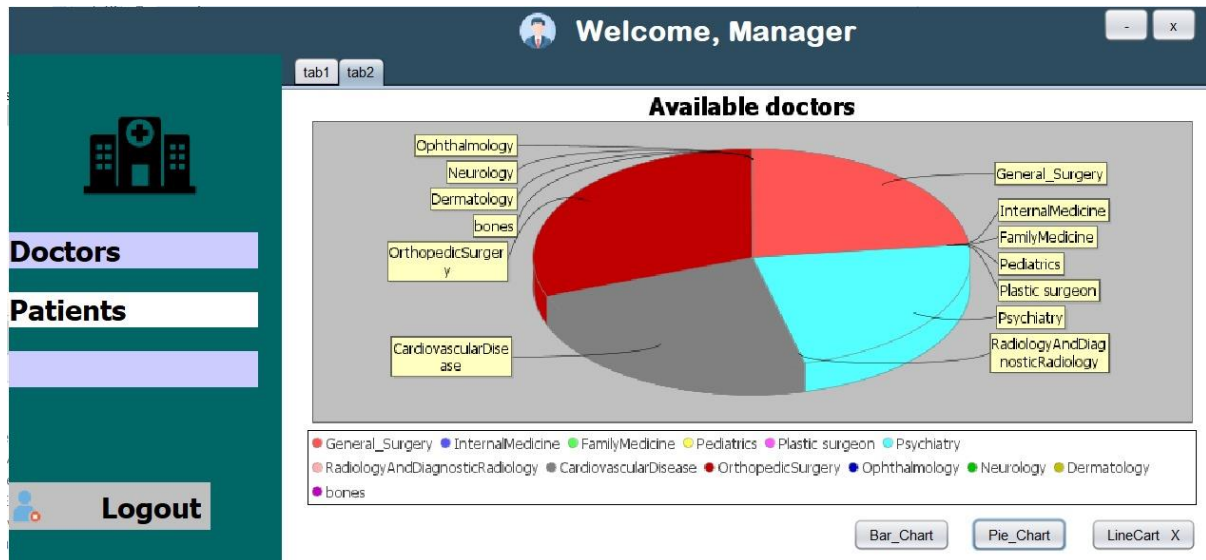 Welcome, Manager
- x
tab1 tab2
Doctors
Patients
Logout
Available doctors
Ophthalmology
Neurology
Dermatology
bones
OrthopedicSurger
y
CardiovascularDise
ase
General_Surgery
InternalMedicine
FamilyMedicine
Pediatrics
Plastic surgeon
Psychiatry
RadiologyAndDiag
nosticRadiology
General_Surgery InternalMedicine FamilyMedicine Pediatrics Plastic surgeon Psychiatry
RadiologyAndDiagnosticRadiology CardiovascularDisease OrthopedicSurgery Ophthalmology Neurology Dermatology
bones
Bar_Chart Pie_Chart LineCart X